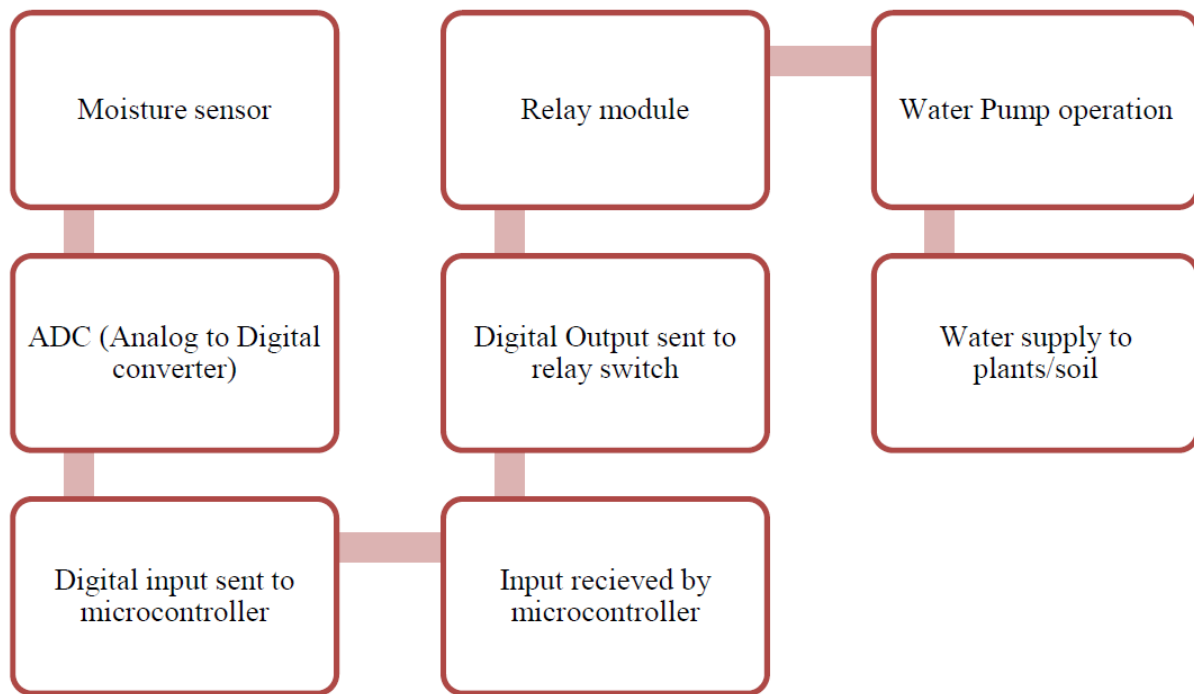 Moisture sensor
ADC (Analog to Digital
converter)
Digital input sent to
microcontroller
Input recieved by
microcontroller
Digital Output sent to
relay switch
Relay module
Water Pump operation
Water supply to
plants/soil